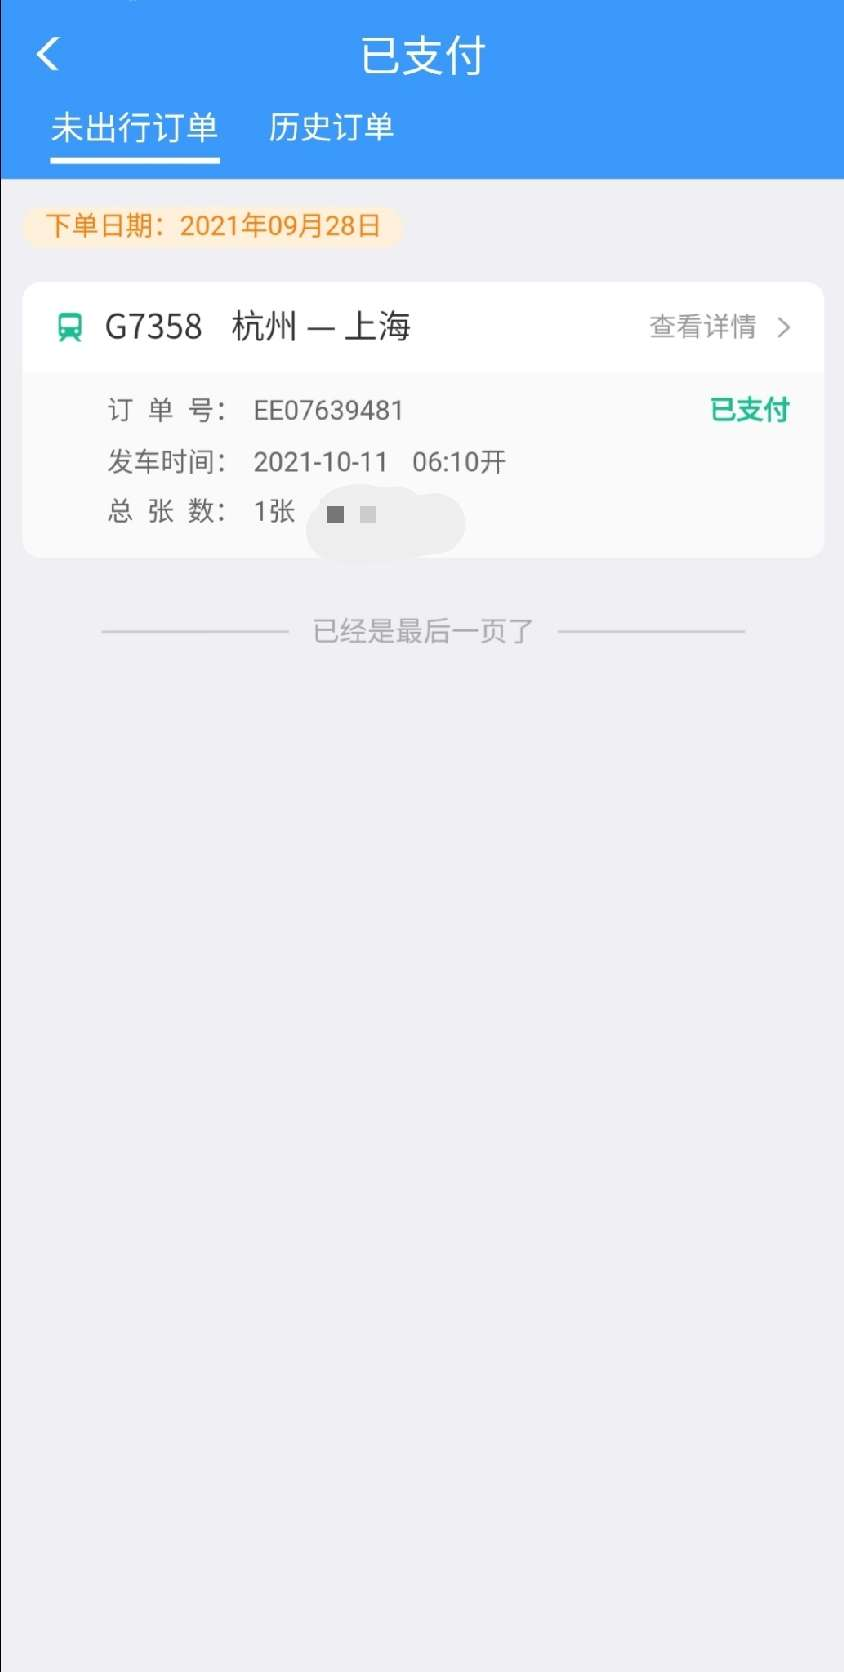 已支付
未出行订单 历史订单
下单日期：2021年09月28日
G7358 杭州 — 上海 查看详情
订 单 号： EE07639481 已支付
发车时间： 2021-10-11 06:10开
总 张 数： 1张
已经是最后一页了